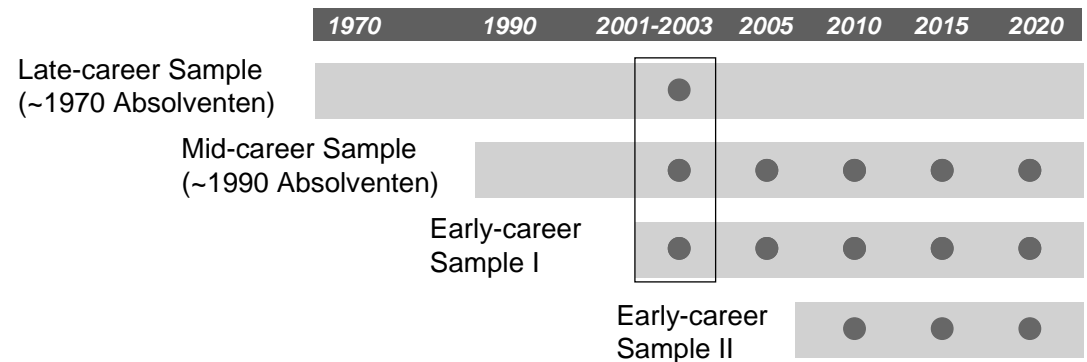 1970 1990 2001-2003 2005 2010 2015 2020
Late-career Sample
(~1970 Absolventen)
Mid-career Sample
(~1990 Absolventen)
Early-career
Sample I
Early-career
Sample II